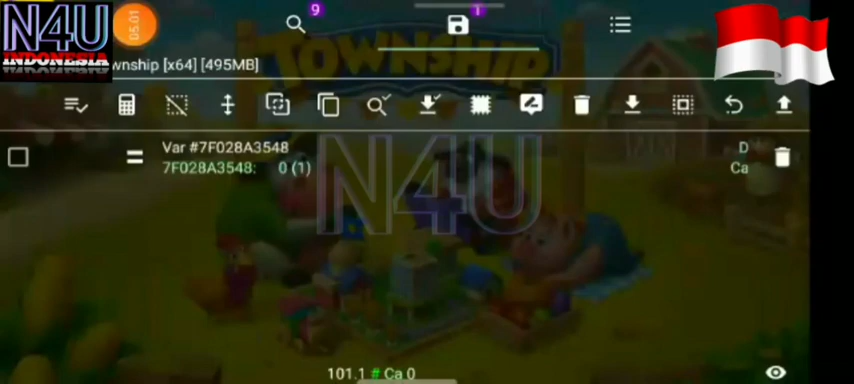 N4U
INDONESIA
05:01
9
1
wnship [x64] [495MB]
TOWNSHIP
Var #7F028A3548
D
7F028A3548: 0 (1)
Ca
N4U
101.1 # Ca 0